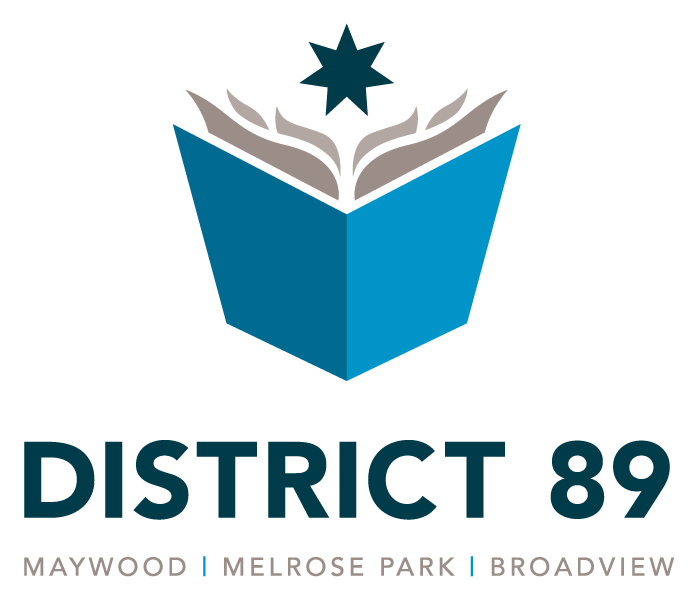 DISTRICT 89
MAYWOOD | MELROSE PARK | BROADVIEW